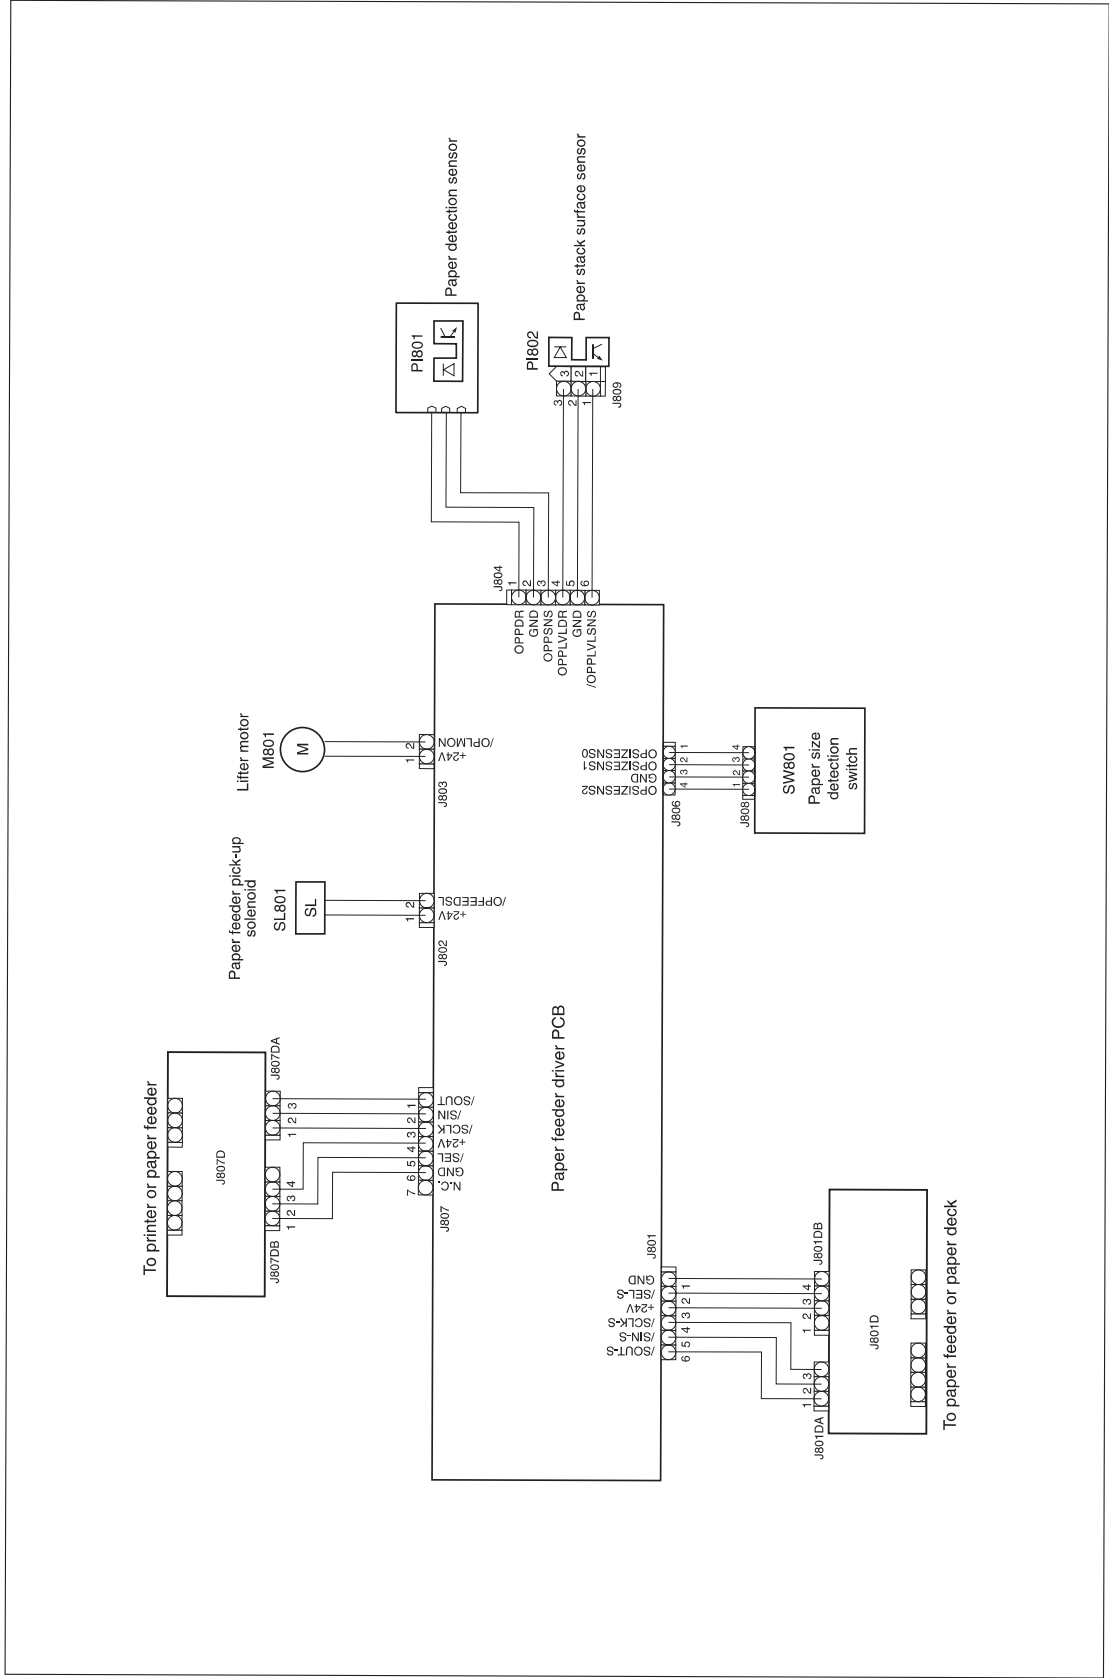 To printer or paper feeder
J807D
J807DB
1
2
3
4
J807DA
1
2
3
Paper feeder pick-up
solenoid
SL801
SL
Lifter motor
M801
M
J807
7
6
5
4
3
2
1
N.C.
GND
/SEL
+24V
/SCLK
/SIN
/SOUT
J802
1
2
+24V
/OPFEEDSL
J803
1
2
+24V
/OPLMON
Paper feeder driver PCB
J804
1
2
3
4
5
6
OPPDR
GND
OPPSNS
OPPLVLDR
GND
/OPPLVLSNS
PI801
Paper detection sensor
PI802
Paper stack surface sensor
3
2
1
3
2
1
J809
J801
/SOUT-S
/SIN-S
/SCLK-S
+24V
/SEL-S
GND
6
5
4
3
2
1
J801DA
1
2
3
J801DB
1
2
3
4
J801D
To paper feeder or paper deck
OPSIZESNS2
GND
OPSIZESNS1
OPSIZESNS0
J806
4
3
2
1
J808
1
2
3
4
SW801
Paper size
detection
switch